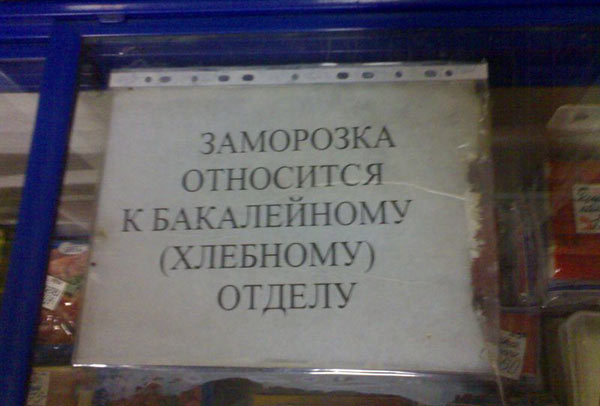 ЗАМОРОЗКА
ОТНОСИТСЯ
К БАКАЛЕЙНОМУ
(ХЛЕБНОМУ)
ОТДЕЛУ